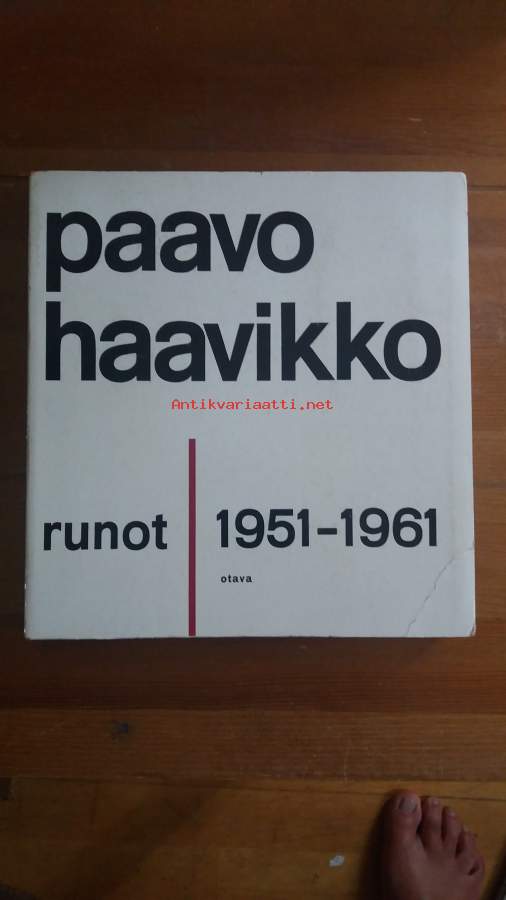 paavo
haavikko
Antikvariaatti.net
runot 1951-1961
otava